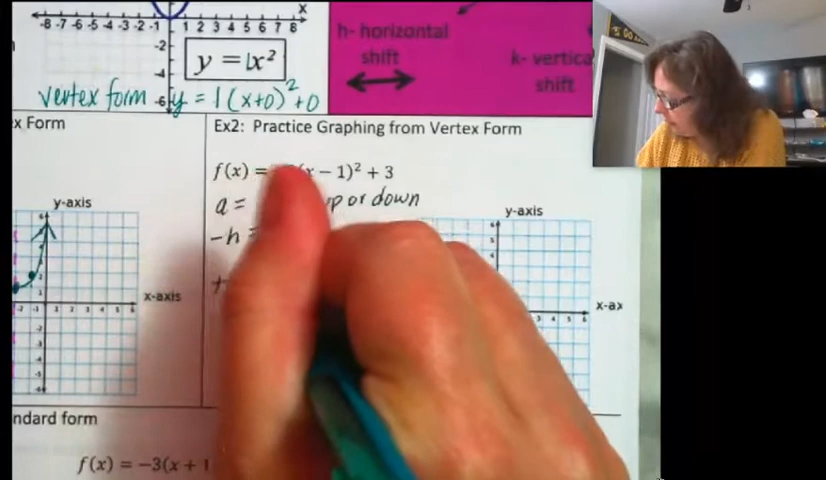 x
-8 -7 -6 -5 -4 -3 -2 -1 1 2 3 4 5 6 7 8
-2
-4
-6
y = 1x²
vertex form y = 1(x+0)² +0
h- horizontal
shift
k- vertica
shift
x Form
Ex2: Practice Graphing from Vertex Form
f(x) = (x − 1)² + 3
a = up or down
-h =
y-axis
x-axis
y-axis
x-ax
ndard form
f(x) = −3(x + 1